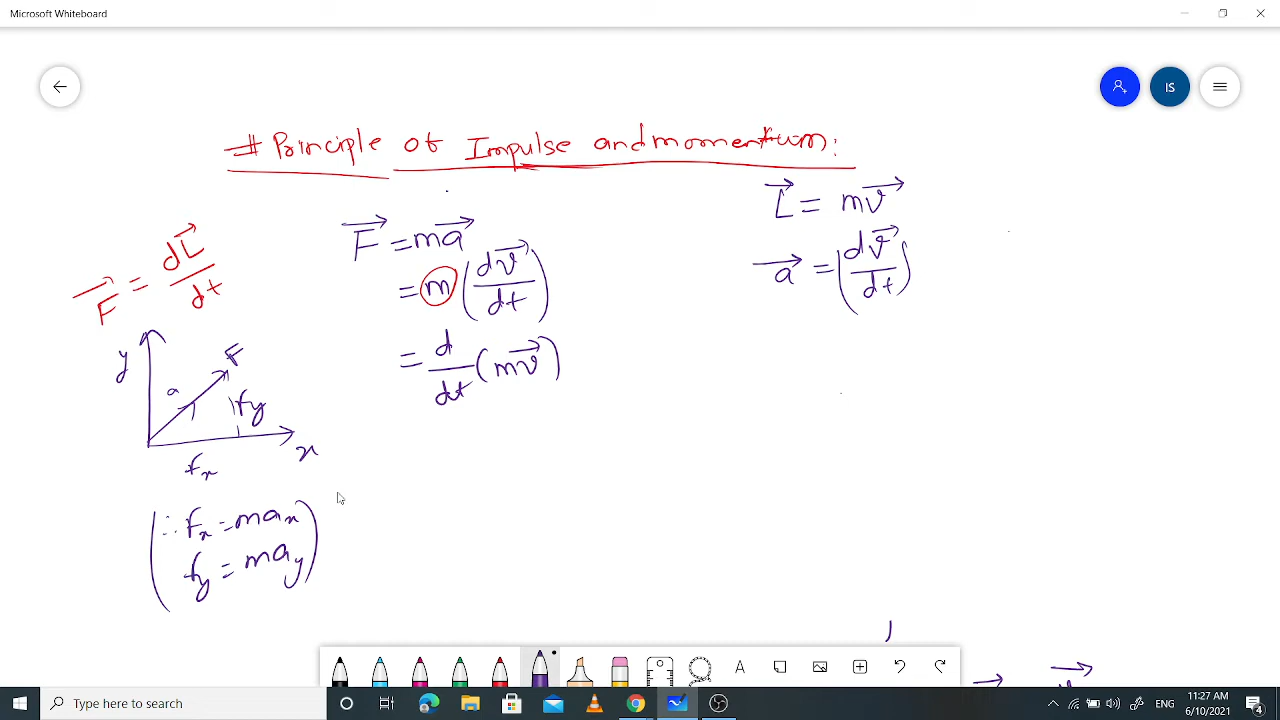 Microsoft Whiteboard
IS
# Principle of Impulse and momentum:
F⃗ = dL⃗/dt
y
a
F
fy
x
fx
(∴ fx = max
fy = may)
F⃗ = ma⃗
= m (dv⃗/dt)
= d/dt (mv⃗)
L⃗ = mv⃗
a⃗ = (dv⃗/dt)
A
Type here to search
ENG
11:27 AM
6/10/2021
4